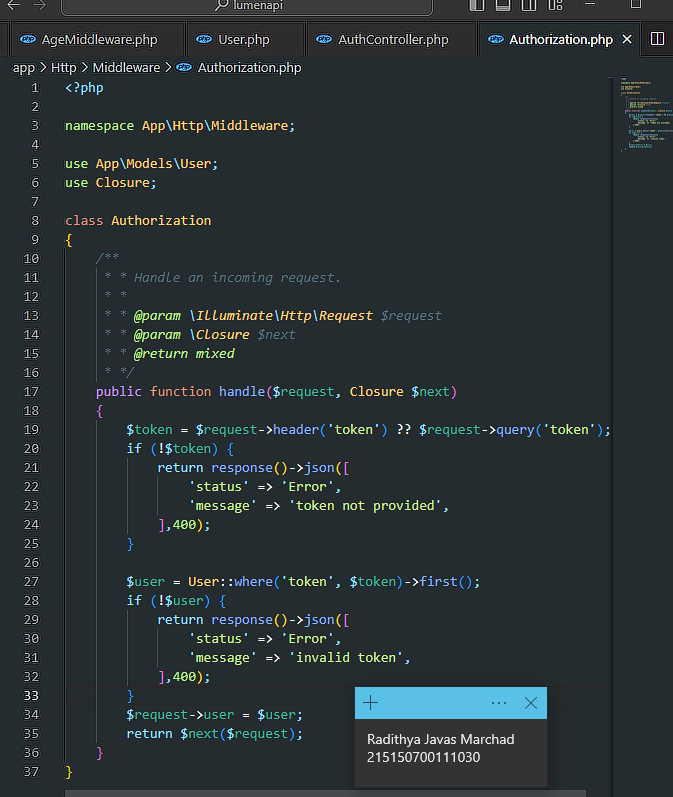 lumenapi
AgeMiddleware.php User.php AuthController.php Authorization.php
app > Http > Middleware > Authorization.php
1 <?php
2
3 namespace App\Http\Middleware;
4
5 use App\Models\User;
6 use Closure;
7
8 class Authorization
9 {
10     /**
11      * * Handle an incoming request.
12      * *
13      * * @param \Illuminate\Http\Request $request
14      * * @param \Closure $next
15      * * @return mixed
16      * */
17     public function handle($request, Closure $next)
18     {
19         $token = $request->header('token') ?? $request->query('token');
20         if (!$token) {
21             return response()->json([
22                 'status' => 'Error',
23                 'message' => 'token not provided',
24             ],400);
25         }
26
27         $user = User::where('token', $token)->first();
28         if (!$user) {
29             return response()->json([
30                 'status' => 'Error',
31                 'message' => 'invalid token',
32             ],400);
33         }
34         $request->user = $user;
35         return $next($request);
36     }
37 }
Radithya Javas Marchad
215150700111030